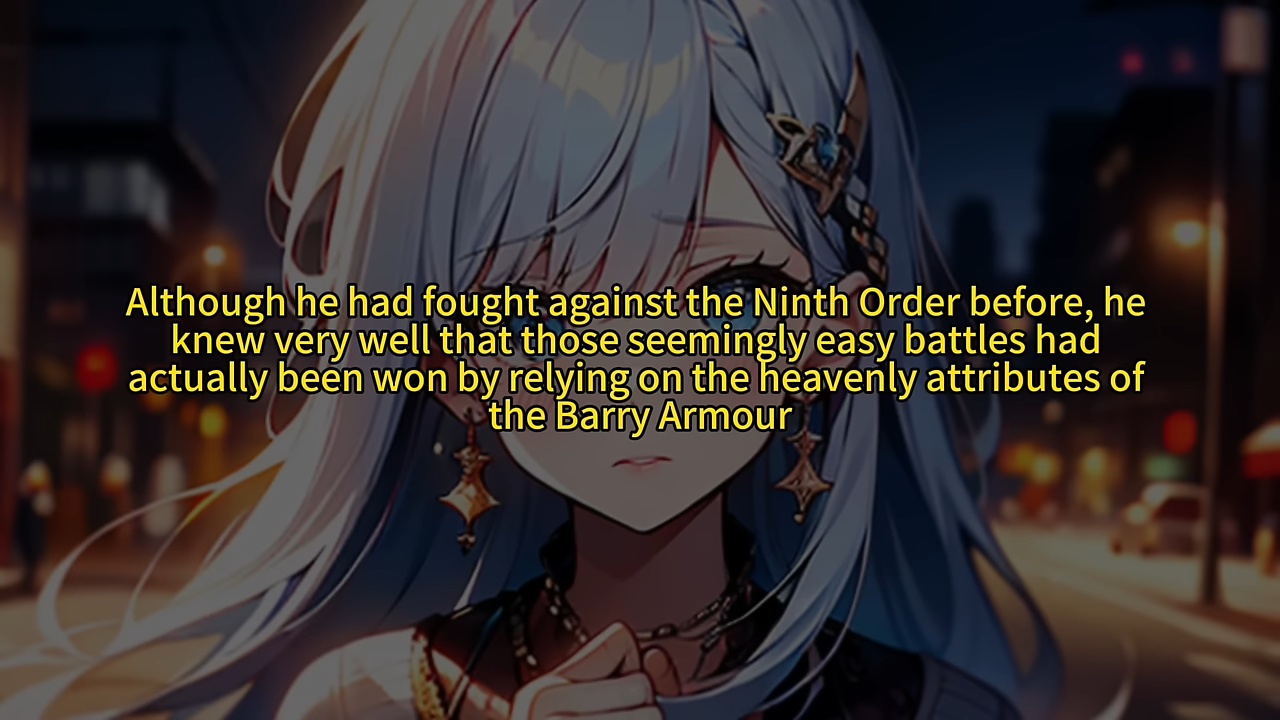 Although he had fought against the Ninth Order before, he
knew very well that those seemingly easy battles had
actually been won by relying on the heavenly attributes of
the Barry Armour